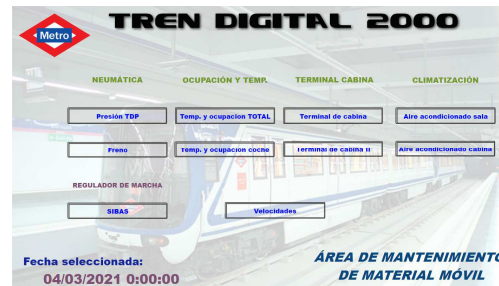 Metro
TREN DIGITAL 2000
NEUMÁTICA OCUPACIÓN Y TEMP. TERMINAL CABINA CLIMATIZACIÓN
Presión TDP Temp. y ocupacion TOTAL Terminal de cabina Aire acondicionado sala
Freno Temp. y ocupación coche Terminal de cabina II Aire acondicionado cabina
REGULADOR DE MARCHA
SIBAS Velocidades
Fecha seleccionada:
04/03/2021 0:00:00
ÁREA DE MANTENIMIENTO
DE MATERIAL MÓVIL